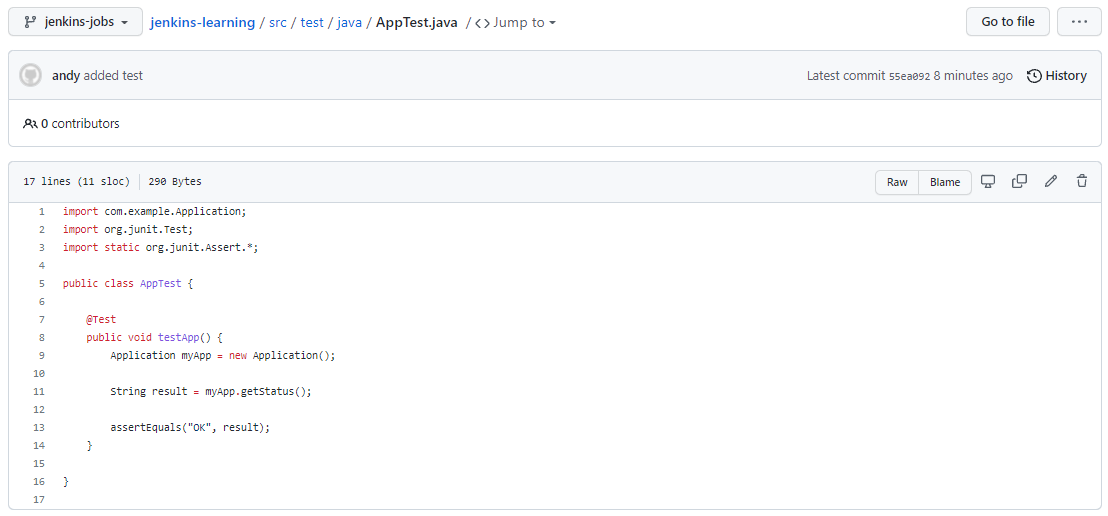 jenkins-jobs jenkins-learning / src / test / java / AppTest.java / <> Jump to Go to file ...
andy added test Latest commit 55ea092 8 minutes ago History
0 contributors
17 lines (11 sloc) 290 Bytes Raw Blame
1 import com.example.Application;
2 import org.junit.Test;
3 import static org.junit.Assert.*;
4
5 public class AppTest {
6
7 @Test
8 public void testApp() {
9 Application myApp = new Application();
10
11 String result = myApp.getStatus();
12
13 assertEquals("OK", result);
14 }
15
16 }
17